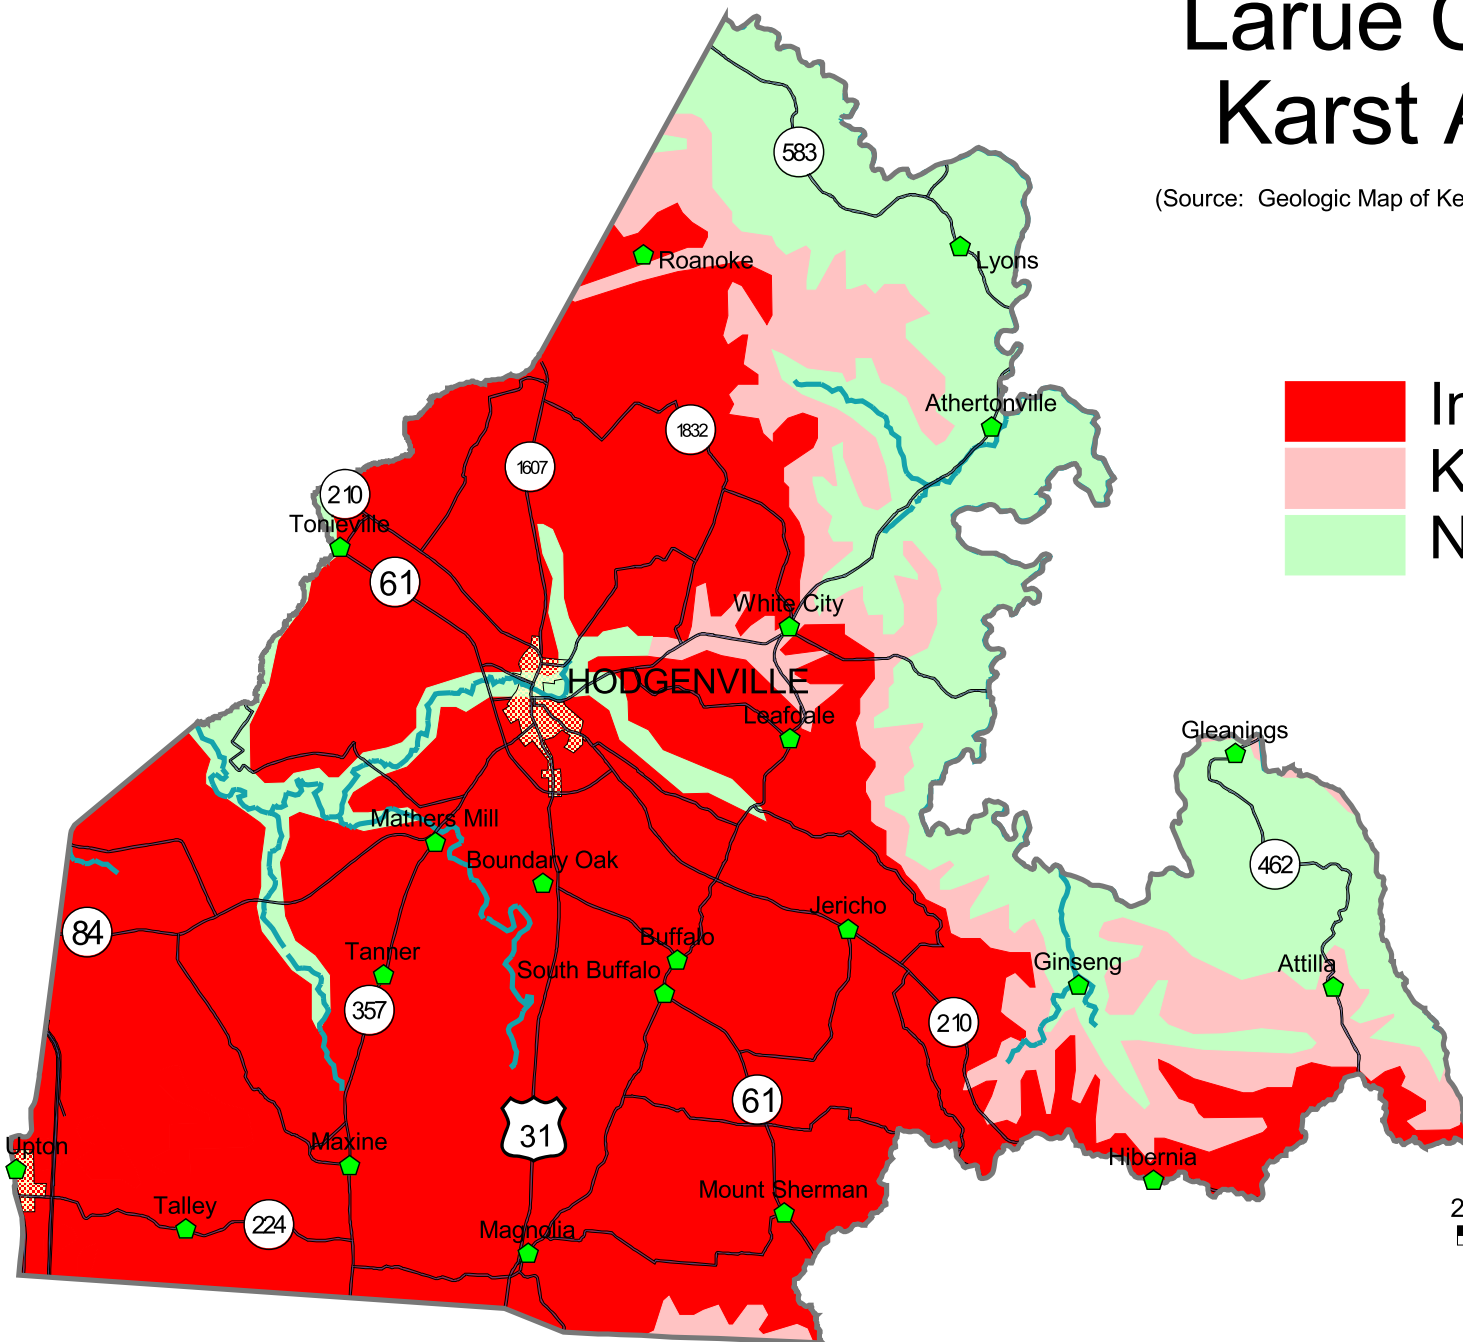 Larue C
Karst A
(Source: Geologic Map of Ke
583
Roanoke
Lyons
In
K
N
Athertonville
1832
1607
210
Tonieville
61
White City
HODGENVILLE
Leafdale
Gleanings
Mathers Mill
Boundary Oak
462
84
Jericho
Buffalo
Tanner
South Buffalo
Ginseng
Attilla
357
210
61
31
Upton
Maxine
Hibernia
Mount Sherman
Talley
224
Magnolia
2